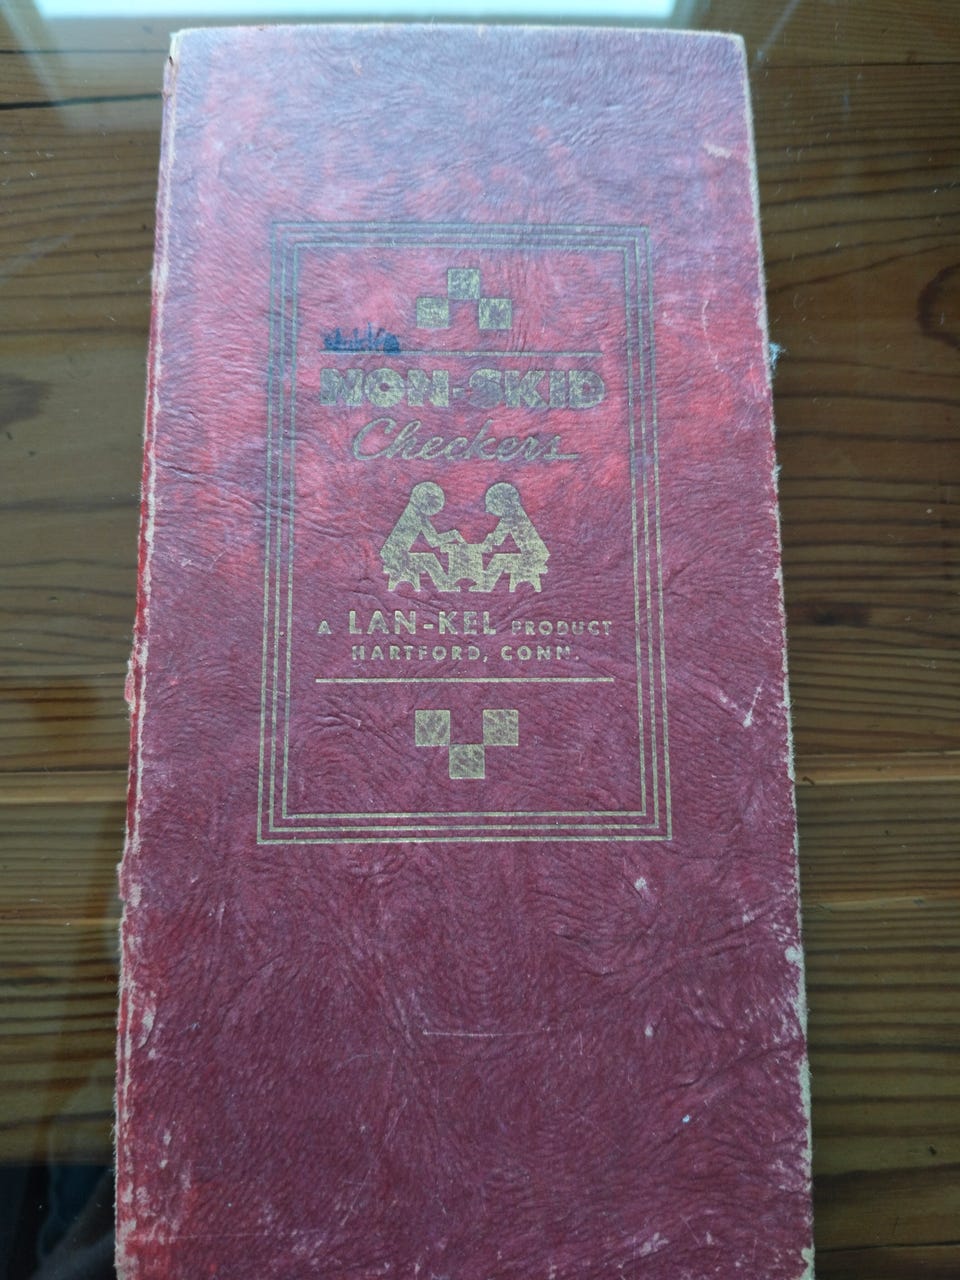 NON-SKID
Checkers
A LAN-KEL PRODUCT
HARTFORD, CONN.